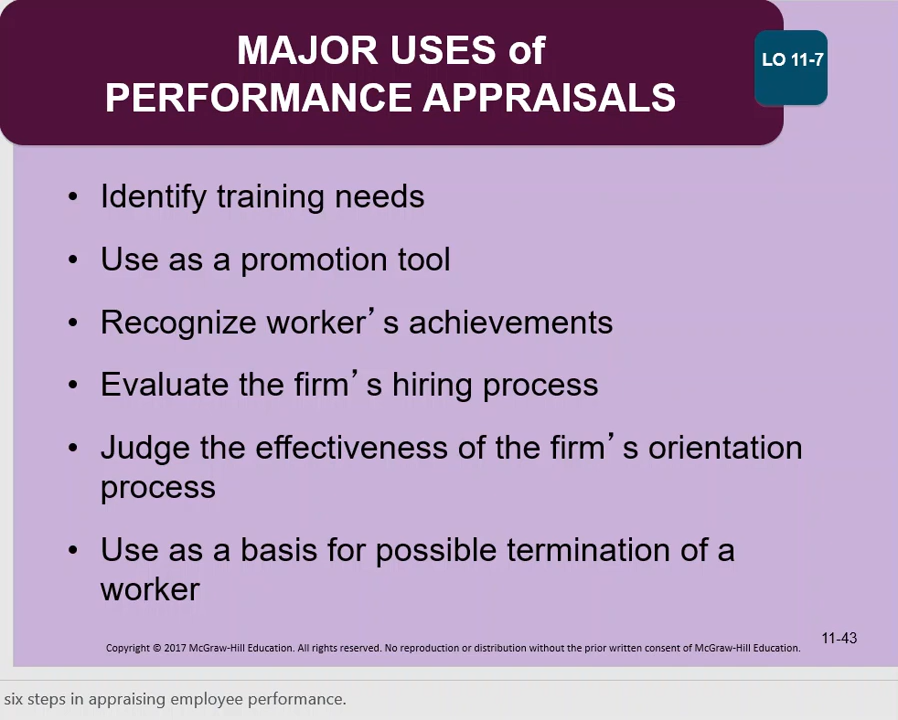 MAJOR USES of
PERFORMANCE APPRAISALS
LO 11-7
• Identify training needs
• Use as a promotion tool
• Recognize worker’s achievements
• Evaluate the firm’s hiring process
• Judge the effectiveness of the firm’s orientation
process
• Use as a basis for possible termination of a
worker
11-43
Copyright © 2017 McGraw-Hill Education. All rights reserved. No reproduction or distribution without the prior written consent of McGraw-Hill Education.
six steps in appraising employee performance.